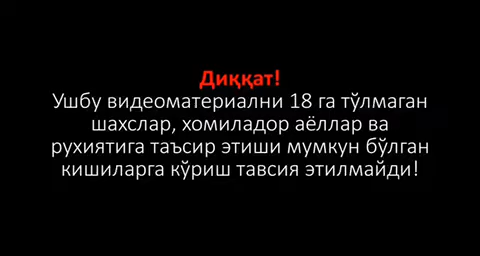 Диққат!
Ушбу видеоматериални 18 га тўлмаган
шахслар, хомиладор аёллар ва
рухиятига таъсир этиши мумкун бўлган
кишиларга кўриш тавсия этилмайди!